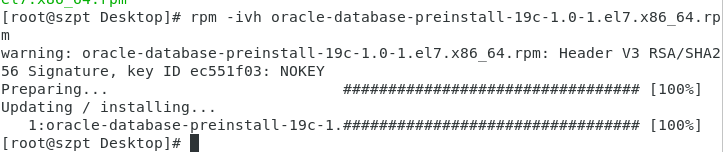 el7.x86_64.rpm
[root@szpt Desktop]# rpm -ivh oracle-database-preinstall-19c-1.0-1.el7.x86_64.rp
m
warning: oracle-database-preinstall-19c-1.0-1.el7.x86_64.rpm: Header V3 RSA/SHA2
56 Signature, key ID ec551f03: NOKEY
Preparing...                          ################################# [100%]
Updating / installing...
   1:oracle-database-preinstall-19c-1.################################# [100%]
[root@szpt Desktop]#